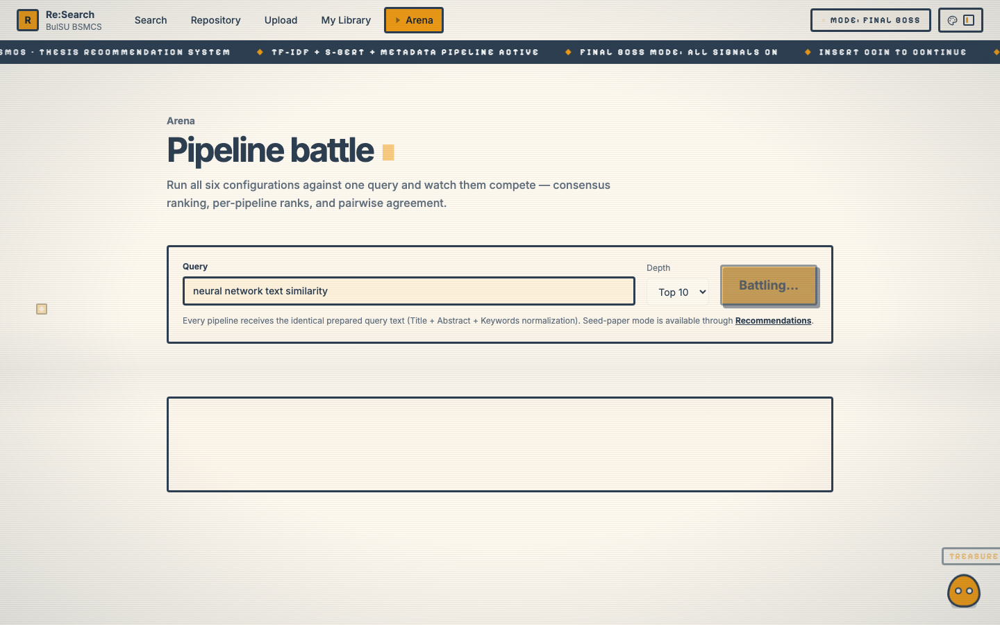 R
Re:Search
BulSU BSMCS
Search
Repository
Upload
My Library
Arena
MODE: FINAL BOSS
SMCS · THESIS RECOMMENDATION SYSTEM ◆ TF-IDF + S-BERT + METADATA PIPELINE ACTIVE ◆ FINAL BOSS MODE: ALL SIGNALS ON ◆ INSERT COIN TO CONTINUE ◆
Arena
Pipeline battle
Run all six configurations against one query and watch them compete — consensus
ranking, per-pipeline ranks, and pairwise agreement.
Query
Depth
neural network text similarity
Top 10
Battling...
Every pipeline receives the identical prepared query text (Title + Abstract + Keywords normalization). Seed-paper mode is available through Recommendations.
TREASURE